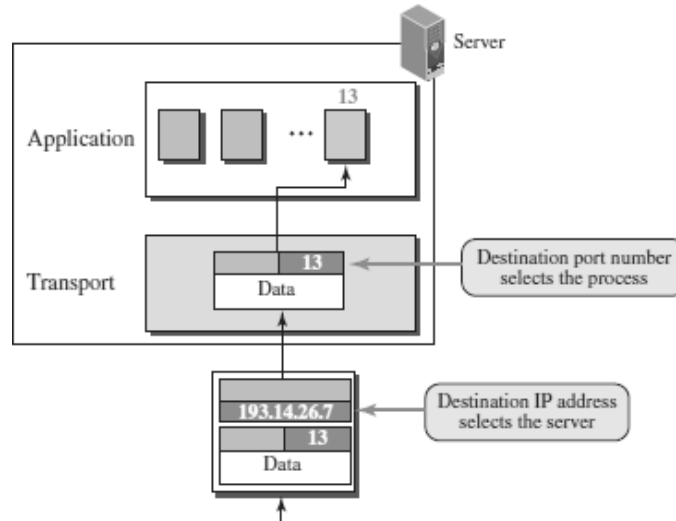 Server
13
Application
...
13
Transport
Data
Destination port number
selects the process
193.14.26.7
Destination IP address
selects the server
13
Data